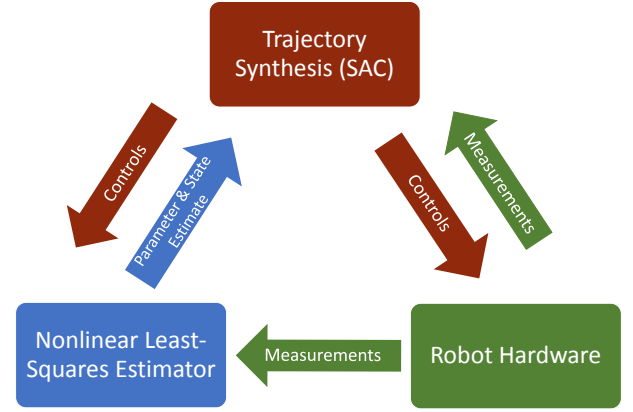 Trajectory
Synthesis (SAC)
Controls
Parameter & State
Estimate
Controls
Measurements
Nonlinear Least-
Squares Estimator
Measurements
Robot Hardware